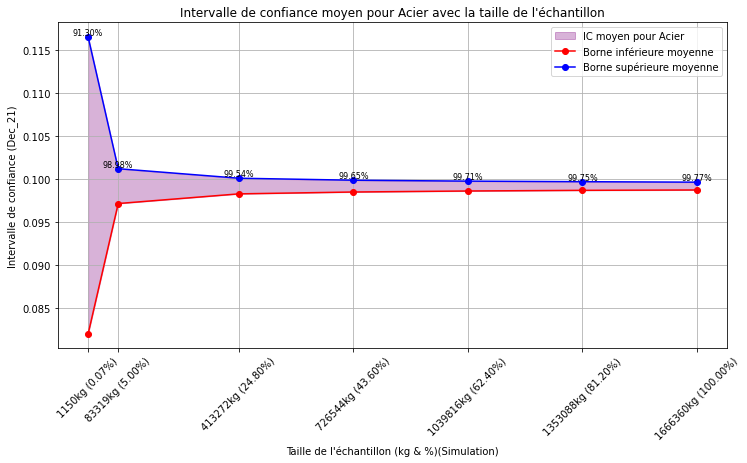 Intervalle de confiance moyen pour Acier avec la taille de l'échantillon
IC moyen pour Acier
Borne inférieure moyenne
Borne supérieure moyenne
91.30%
98.98%
99.54%
99.65%
99.71%
99.75%
99.77%
Intervalle de confiance (Dec_21)
0.115
0.110
0.105
0.100
0.095
0.090
0.085
1150kg (0.07%)
83319kg (5.00%)
413272kg (24.80%)
726544kg (43.60%)
1039816kg (62.40%)
1353088kg (81.20%)
1666360kg (100.00%)
Taille de l'échantillon (kg & %)(Simulation)